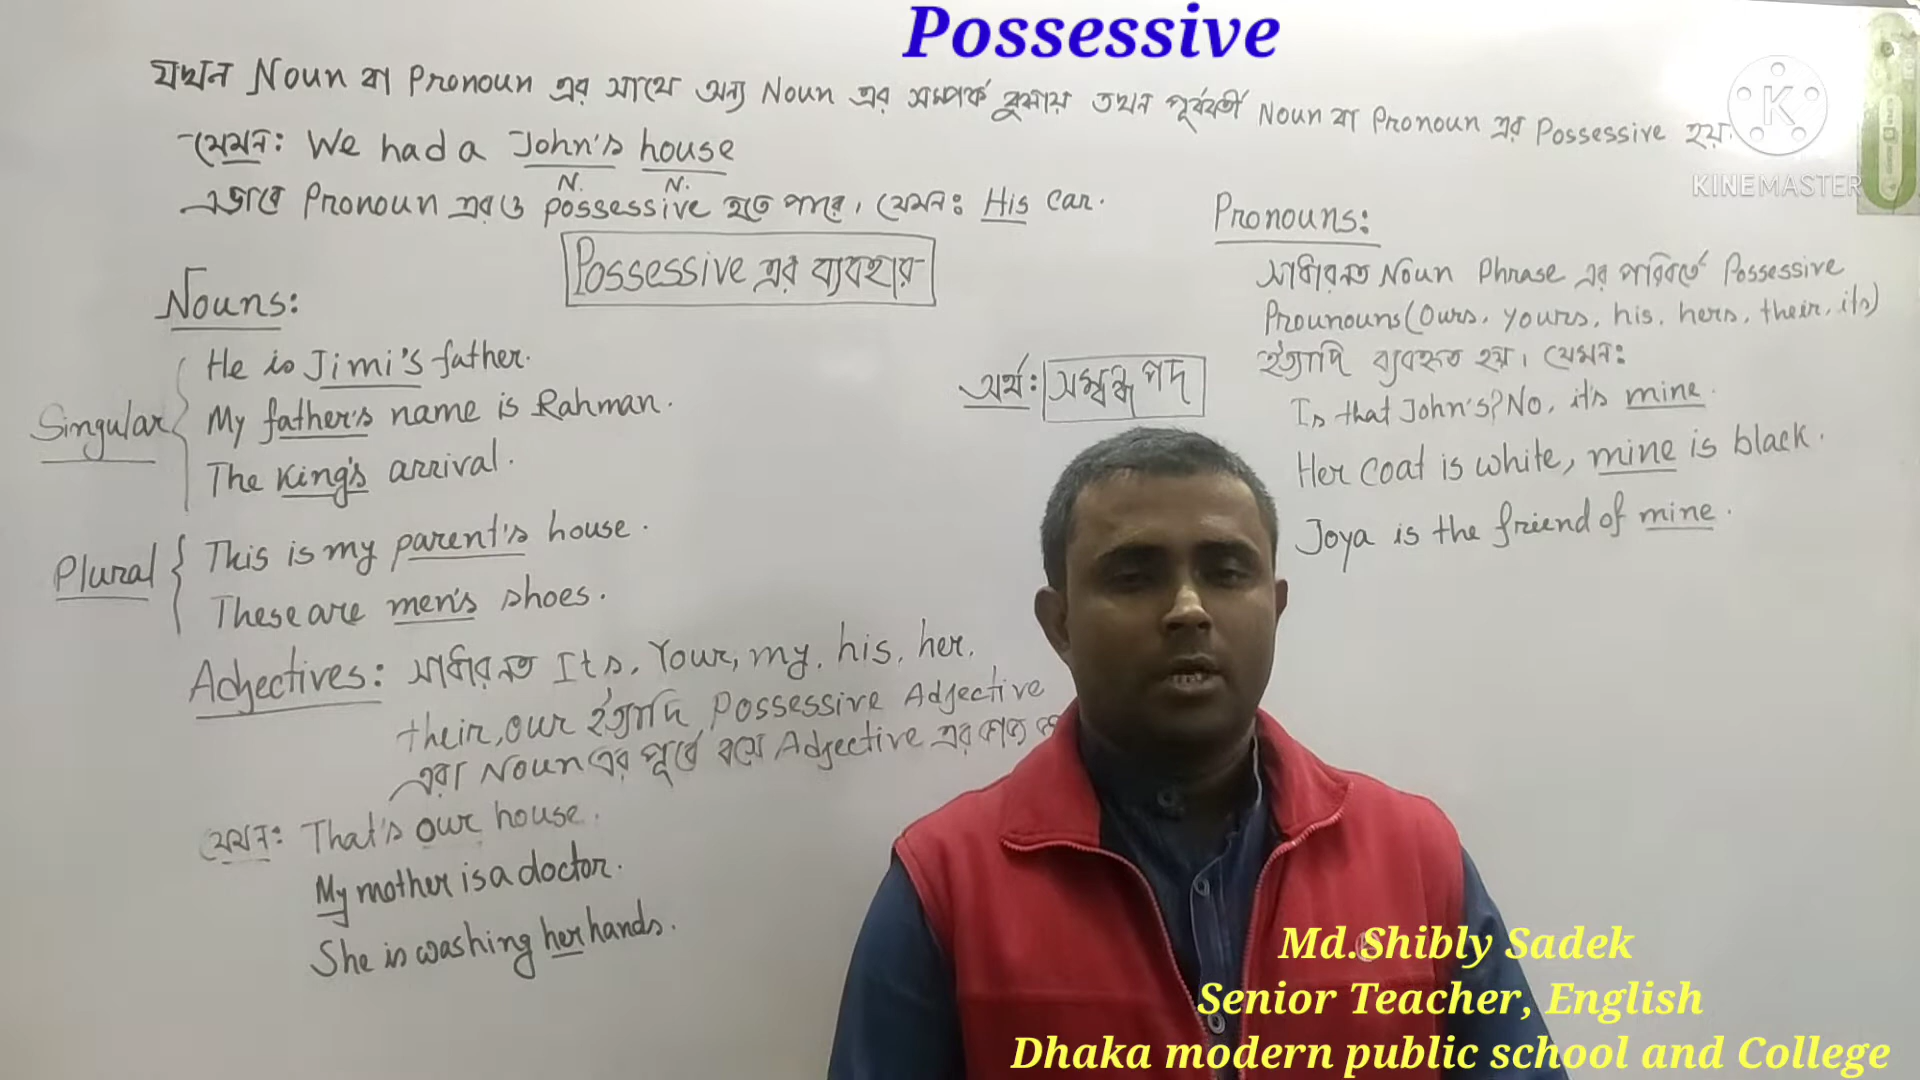 Possessive
যখন Noun বা Pronoun এর সাথে অন্য Noun এর সম্পর্ক বুঝায় তখন পূর্ববর্তী Noun বা Pronoun এর Possessive হয়।
যেমন: We had a John's house
N. N.
এভাবে Pronoun এরও possessive হতে পারে। যেমন: His car.
Possessive এর ব্যবহার
Nouns:
Singular
He is Jimi's father.
My father's name is Rahman.
The King's arrival.
Plural
This is my parent's house.
These are men's shoes.
Adjectives: সাধারনত Its, Your, my, his, her,
their, our ইত্যাদি Possessive Adjective
এরা Noun এর পূর্বে বসে Adjective এর কাজ
যেমন: That's our house.
My mother is a doctor.
She is washing her hands.
অর্থ: সম্বন্ধ পদ
Pronouns:
সাধারনত Noun Phrase এর পরিবর্তে Possessive
Prounouns (Ours, yours, his, hers, their, its)
ইত্যাদি ব্যবহৃত হয়। যেমন:
Is that John's? No, it's mine.
Her coat is white, mine is black.
Joya is the friend of mine.
K
KINEMASTER
Md.Shibly Sadek
Senior Teacher, English
Dhaka modern public school and College